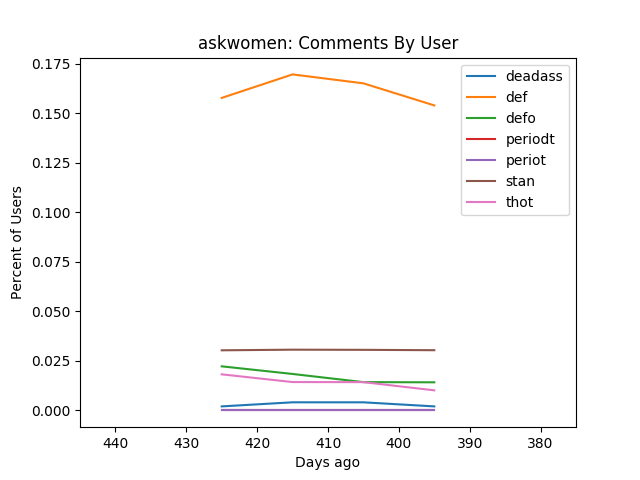 askwomen: Comments By User
Percent of Users
0.175
0.150
0.125
0.100
0.075
0.050
0.025
0.000
deadass
def
defo
periodt
periot
stan
thot
440 430 420 410 400 390 380
Days ago